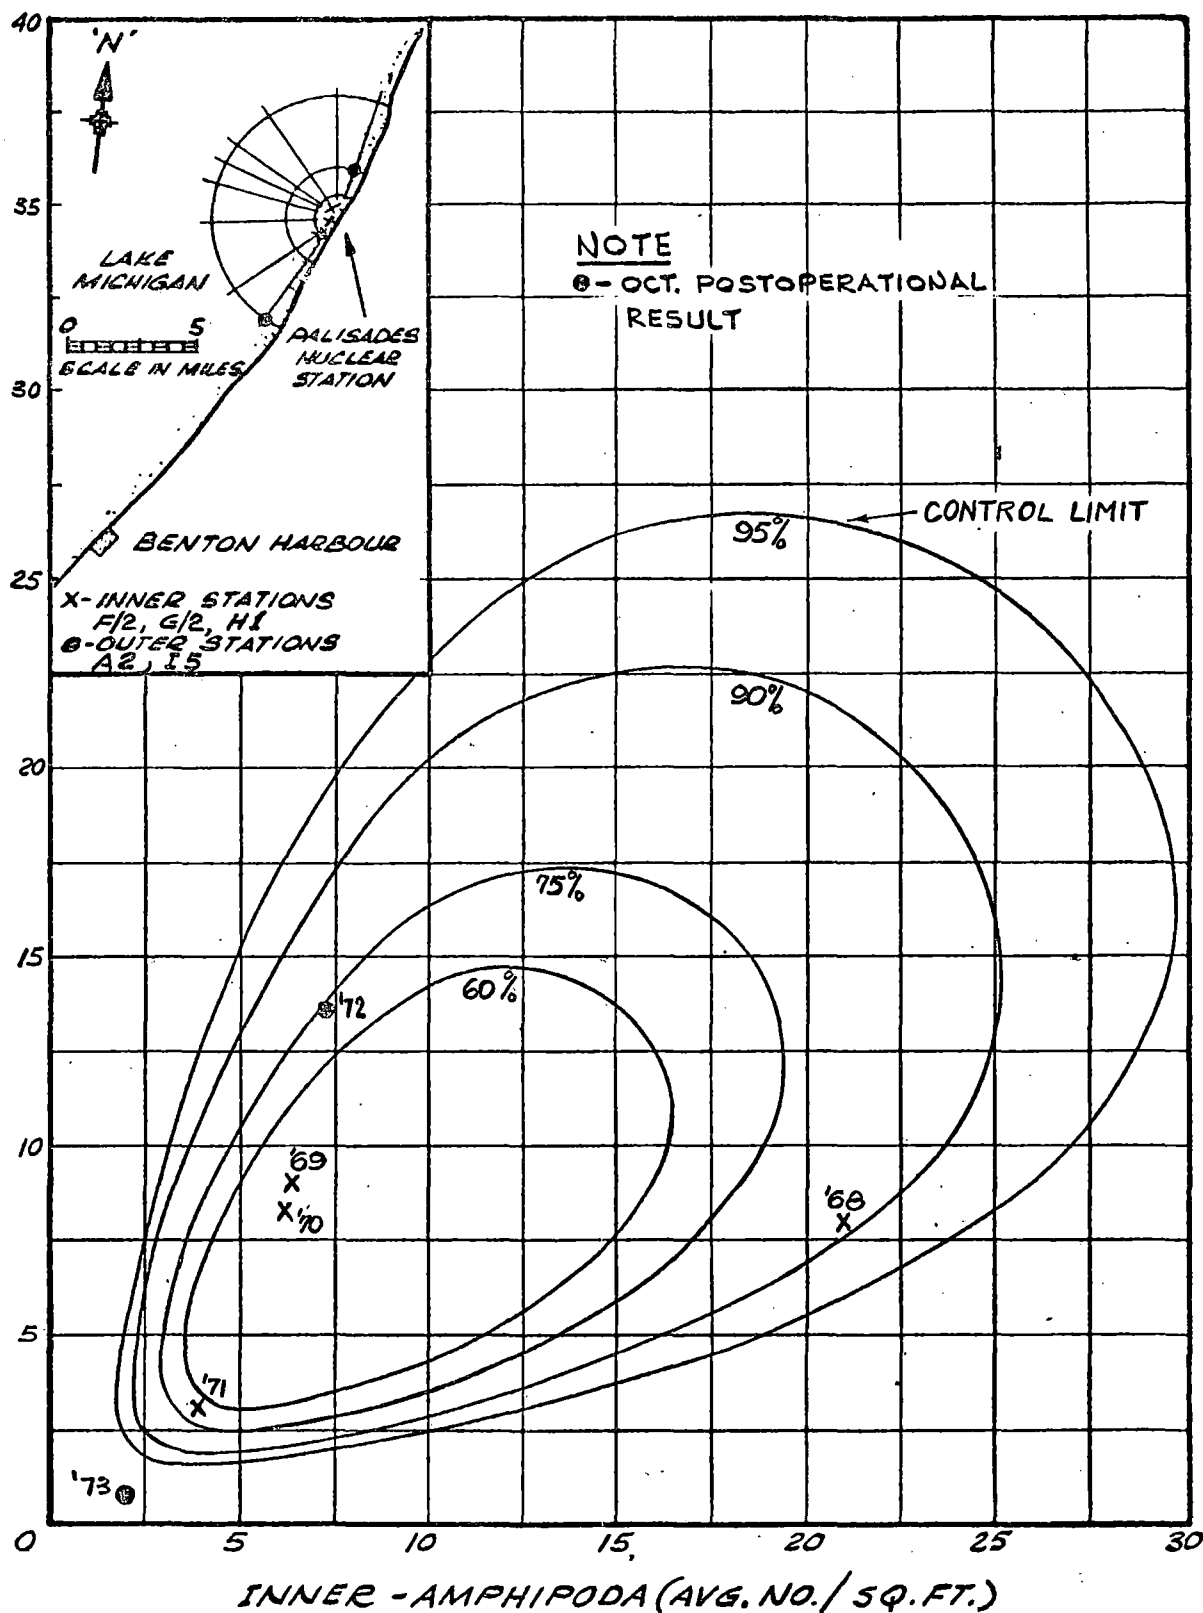 40
'N'
35
LAKE
MICHIGAN
0 5
SCALE IN MILES
PALISADES
NUCLEAR
STATION
NOTE
●- OCT. POSTOPERATIONAL
RESULT
30
CONTROL LIMIT
95%
BENTON HARBOUR
25
X-INNER STATIONS
F/2, G/2, H1
●-OUTER STATIONS
A2, I5
90%
20
75%
15
60%
'72
10
'69
'70
'68
5
'71
'73
0 5 10 15 20 25 30
INNER-AMPHIPODA (AVG. NO./SQ.FT.)